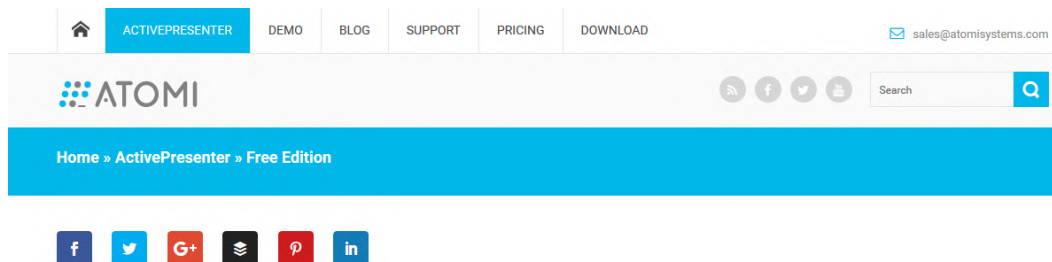 ACTIVEPRESENTER DEMO BLOG SUPPORT PRICING DOWNLOAD sales@atomisystems.com
ATOMI Search
Home » ActivePresenter » Free Edition
f G+ in